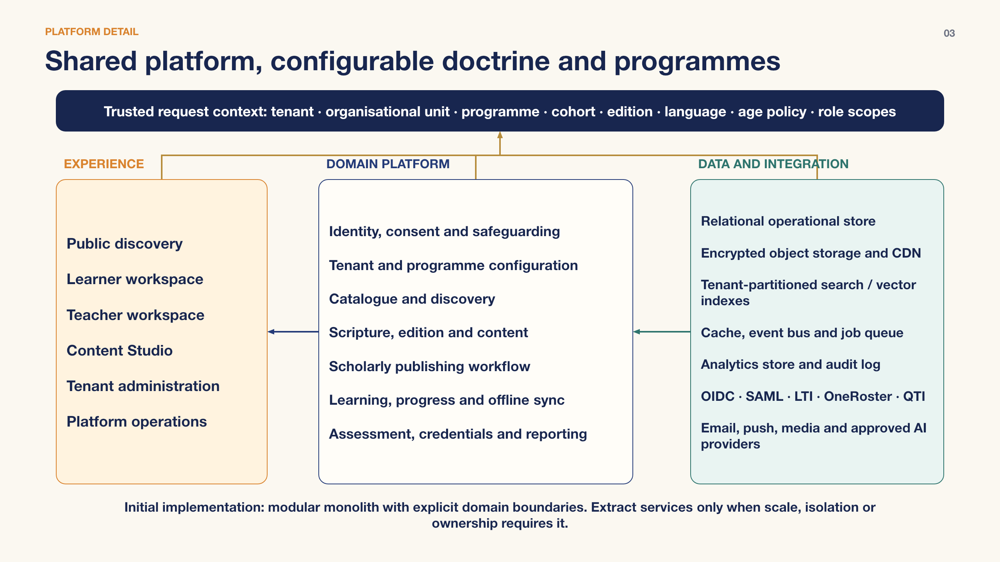 PLATFORM DETAIL
03
Shared platform, configurable doctrine and programmes
Trusted request context: tenant · organisational unit · programme · cohort · edition · language · age policy · role scopes
EXPERIENCE
Public discovery
Learner workspace
Teacher workspace
Content Studio
Tenant administration
Platform operations
DOMAIN PLATFORM
Identity, consent and safeguarding
Tenant and programme configuration
Catalogue and discovery
Scripture, edition and content
Scholarly publishing workflow
Learning, progress and offline sync
Assessment, credentials and reporting
DATA AND INTEGRATION
Relational operational store
Encrypted object storage and CDN
Tenant-partitioned search / vector
indexes
Cache, event bus and job queue
Analytics store and audit log
OIDC · SAML · LTI · OneRoster · QTI
Email, push, media and approved AI
providers
Initial implementation: modular monolith with explicit domain boundaries. Extract services only when scale, isolation or
ownership requires it.